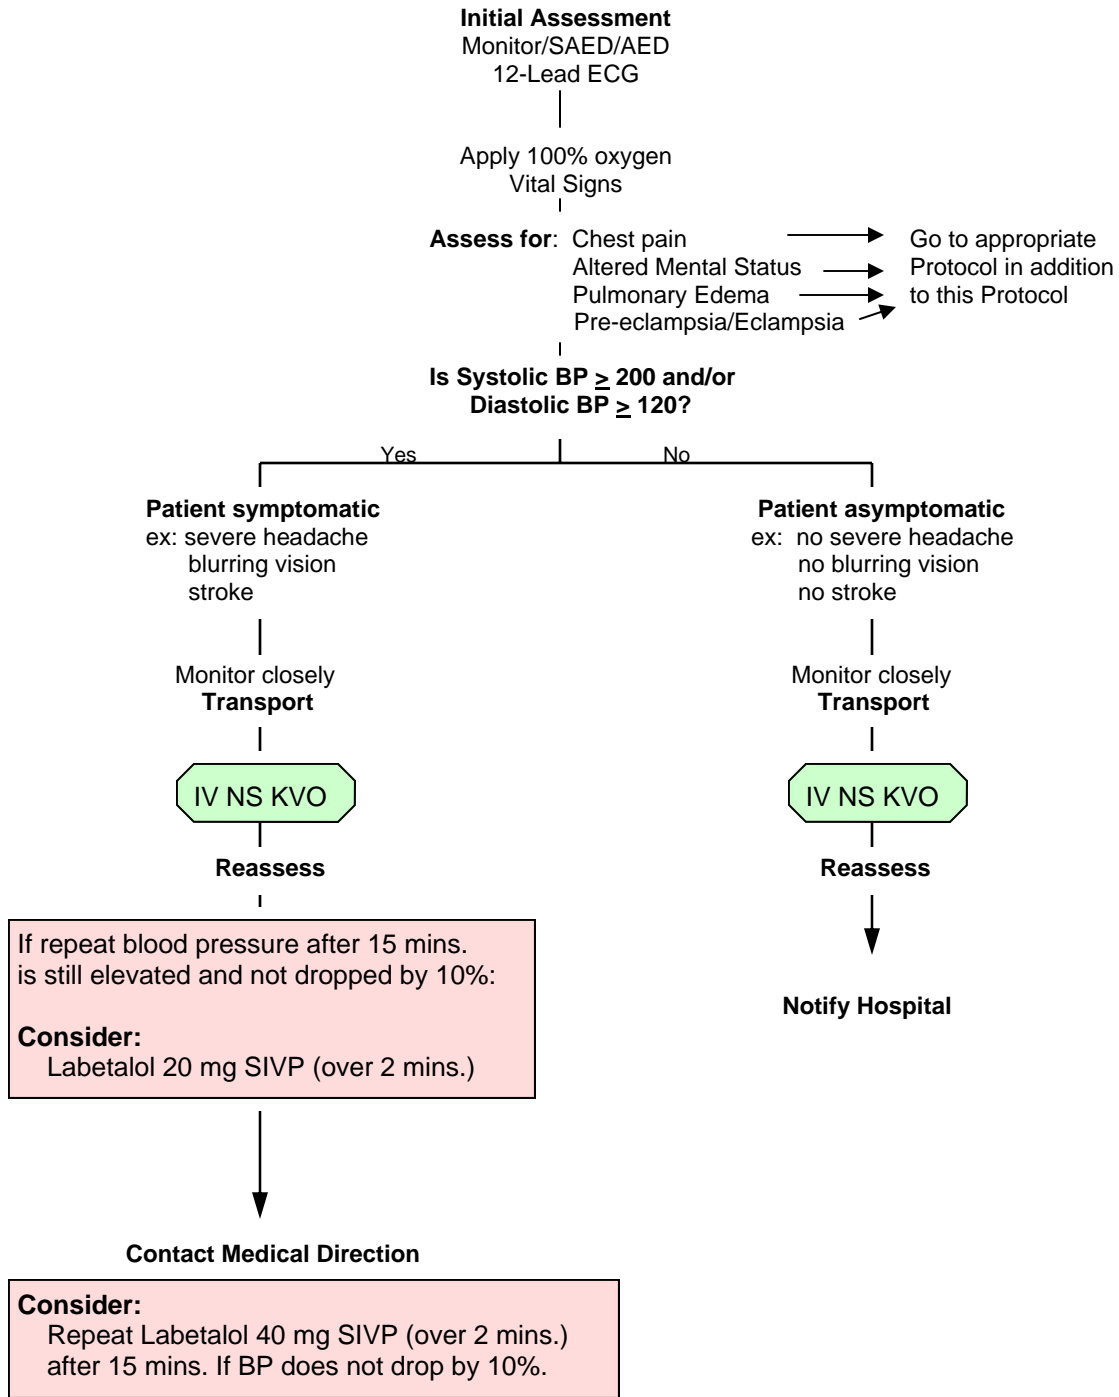 Initial Assessment
Monitor/SAED/AED
12-Lead ECG
Apply 100% oxygen
Vital Signs
Assess for: Chest pain
Altered Mental Status
Pulmonary Edema
Pre-eclampsia/Eclampsia
Go to appropriate
Protocol in addition
to this Protocol
Is Systolic BP ≥ 200 and/or
Diastolic BP ≥ 120?
Yes
No
Patient symptomatic
ex: severe headache
blurring vision
stroke
Monitor closely
Transport
IV NS KVO
Reassess
If repeat blood pressure after 15 mins.
is still elevated and not dropped by 10%:
Consider:
Labetalol 20 mg SIVP (over 2 mins.)
Contact Medical Direction
Consider:
Repeat Labetalol 40 mg SIVP (over 2 mins.)
after 15 mins. If BP does not drop by 10%.
Patient asymptomatic
ex: no severe headache
no blurring vision
no stroke
Monitor closely
Transport
IV NS KVO
Reassess
Notify Hospital